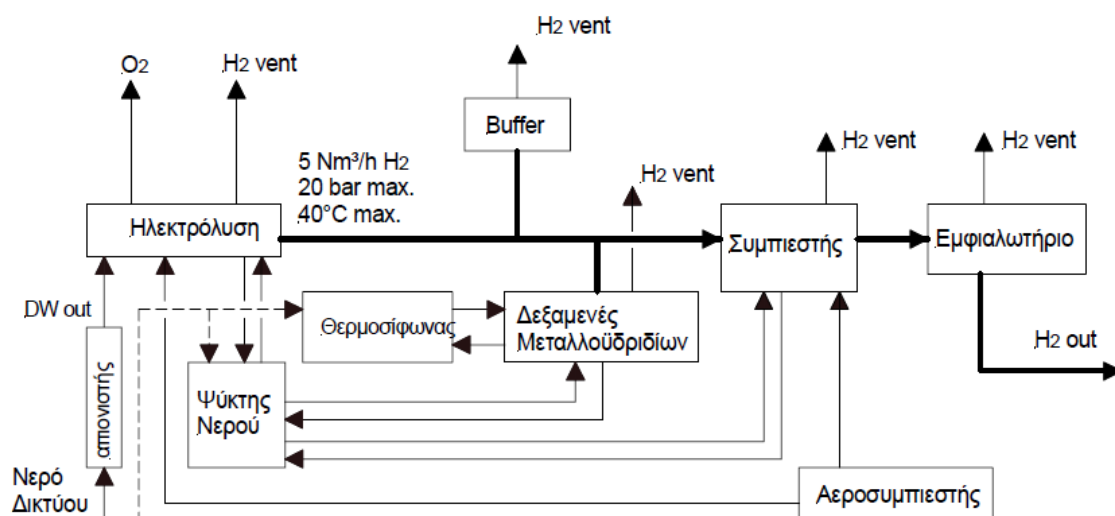 H2 vent
O2
H2 vent
Buffer
5 Nm³/h H2
20 bar max.
40°C max.
H2 vent
H2 vent
H2 vent
Ηλεκτρόλυση
Συμπιεστής
Εμφιαλωτήριο
DW out
Θερμοσίφωνας
Δεξαμενές
Μεταλλοϋδριδίων
H2 out
απιονιστής
Ψύκτης
Νερού
Νερό
Δικτύου
Αεροσυμπιεστής